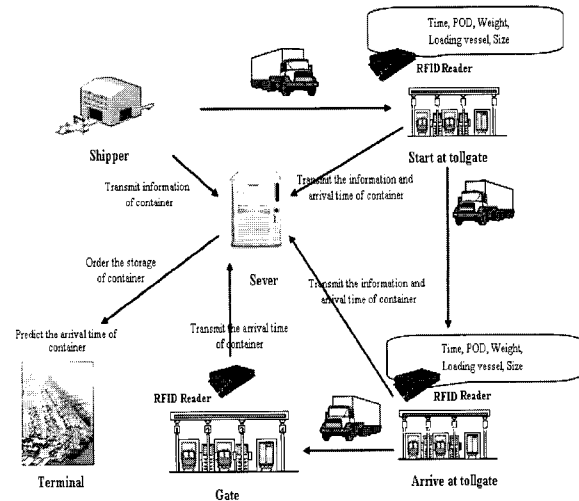 Time, POD, Weight,
Loading vessel, Size
RFID Reader
Shipper
Start at tollgate
Transmit information
of container
Transmit the information and
arrival time of container
Order the storage
of container
Sever
Transmit the information and
arrival time of container
Predict the arrival time of
container
Transmit the arrival time
of container
Time, POD, Weight,
Loading vessel, Size
RFID Reader
RFID Reader
Terminal
Gate
Arrive at tollgate